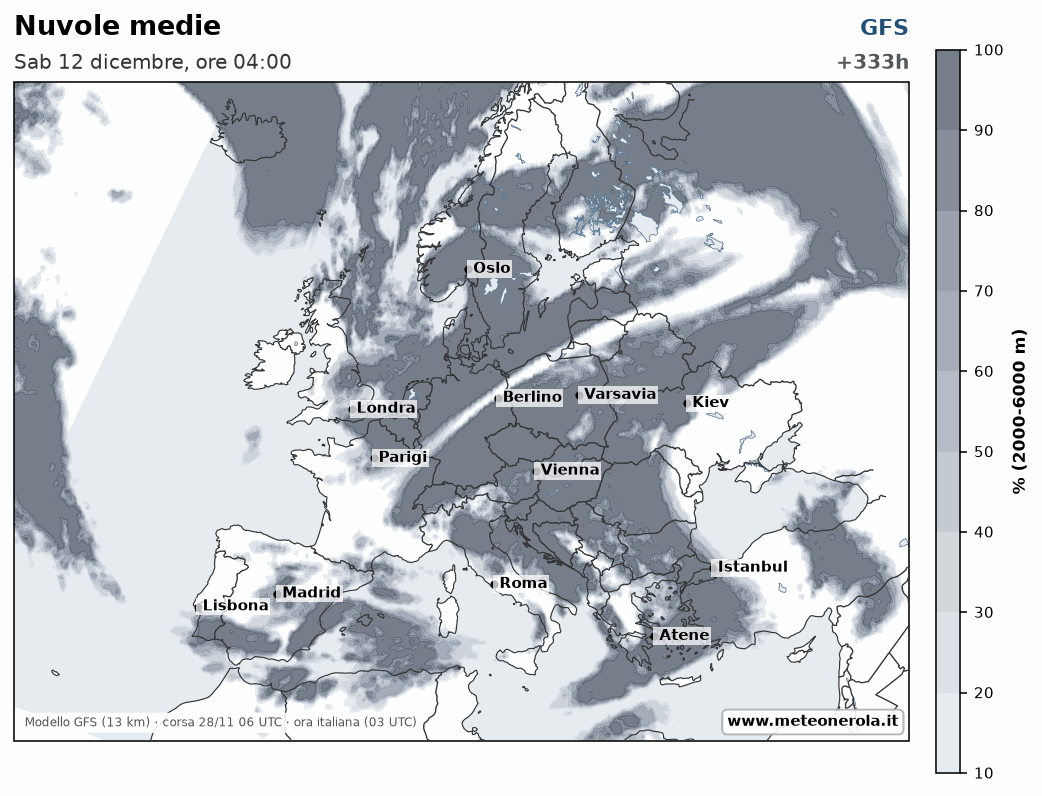 Nuvole medie
GFS
Sab 12 dicembre, ore 04:00
+333h
100
90
80
70
60
50
40
30
20
10
% (2000-6000 m)
Oslo
Berlino
Varsavia
Kiev
Londra
Parigi
Vienna
Istanbul
Roma
Madrid
Lisbona
Atene
Modello GFS (13 km) · corsa 28/11 06 UTC · ora italiana (03 UTC)
www.meteonerola.it